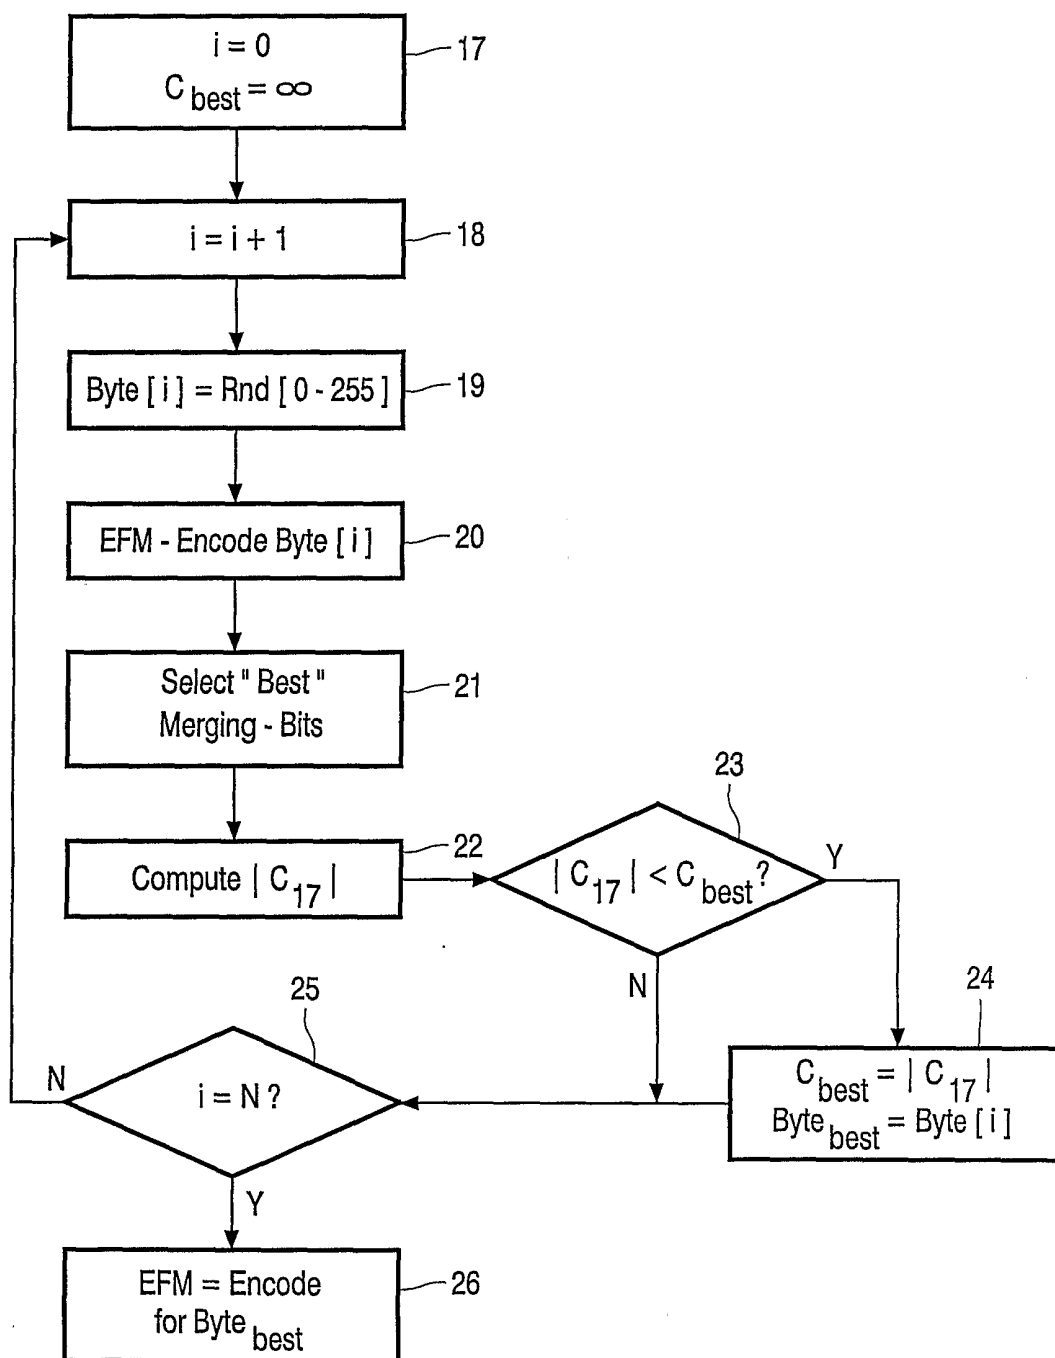 i = 0
C best = ∞
17
i = i + 1
18
Byte [ i ] = Rnd [ 0 - 255 ]
19
EFM - Encode Byte [ i ]
20
Select " Best "
Merging - Bits
21
Compute | C 17 |
22
23
| C 17 | < C best ?
Y
N
24
C best = | C 17 |
Byte best = Byte [ i ]
25
i = N ?
N
Y
EFM = Encode
for Byte best
26